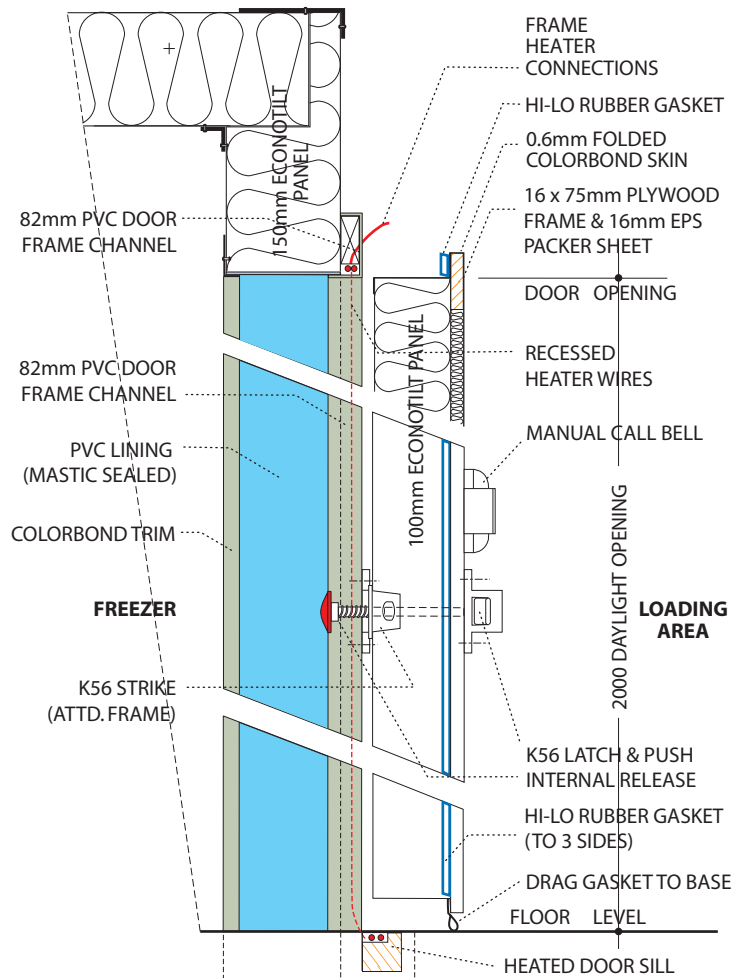 FRAME
HEATER
CONNECTIONS
HI-LO RUBBER GASKET
0.6mm FOLDED
COLORBOND SKIN
16 x 75mm PLYWOOD
FRAME & 16mm EPS
PACKER SHEET
DOOR OPENING
RECESSED
HEATER WIRES
MANUAL CALL BELL
2000 DAYLIGHT OPENING
LOADING
AREA
K56 LATCH & PUSH
INTERNAL RELEASE
HI-LO RUBBER GASKET
(TO 3 SIDES)
DRAG GASKET TO BASE
FLOOR LEVEL
HEATED DOOR SILL
150mm ECONOTILT
PANEL
100mm ECONOTILT PANEL
82mm PVC DOOR
FRAME CHANNEL
82mm PVC DOOR
FRAME CHANNEL
PVC LINING
(MASTIC SEALED)
COLORBOND TRIM
FREEZER
K56 STRIKE
(ATTD. FRAME)